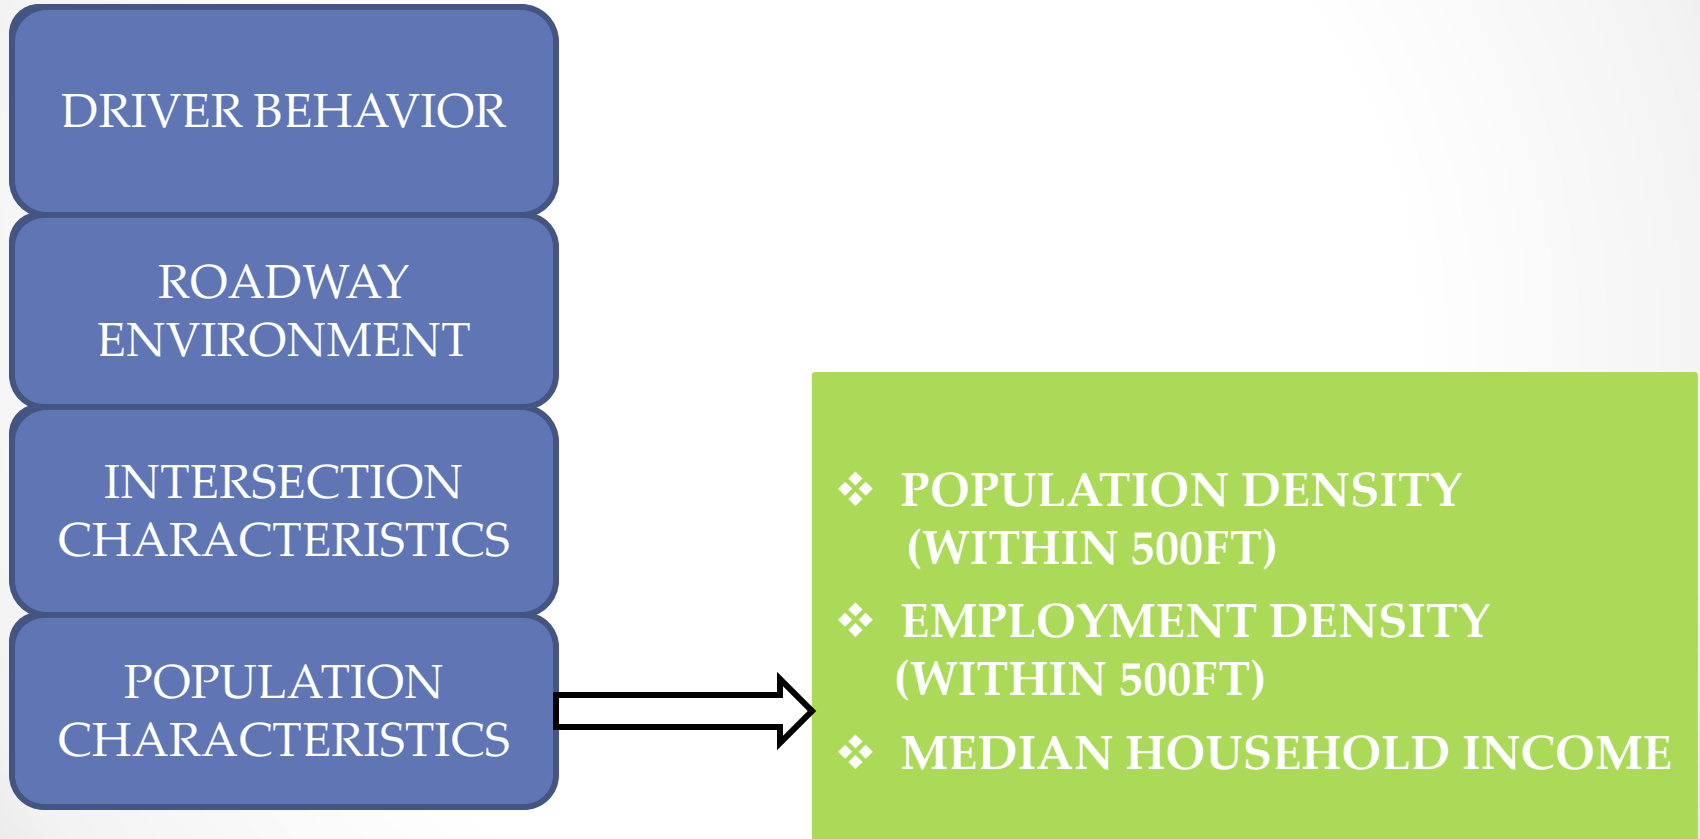 DRIVER BEHAVIOR
ROADWAY
ENVIRONMENT
INTERSECTION
CHARACTERISTICS
POPULATION
CHARACTERISTICS
❖ POPULATION DENSITY
(WITHIN 500FT)
❖ EMPLOYMENT DENSITY
(WITHIN 500FT)
❖ MEDIAN HOUSEHOLD INCOME